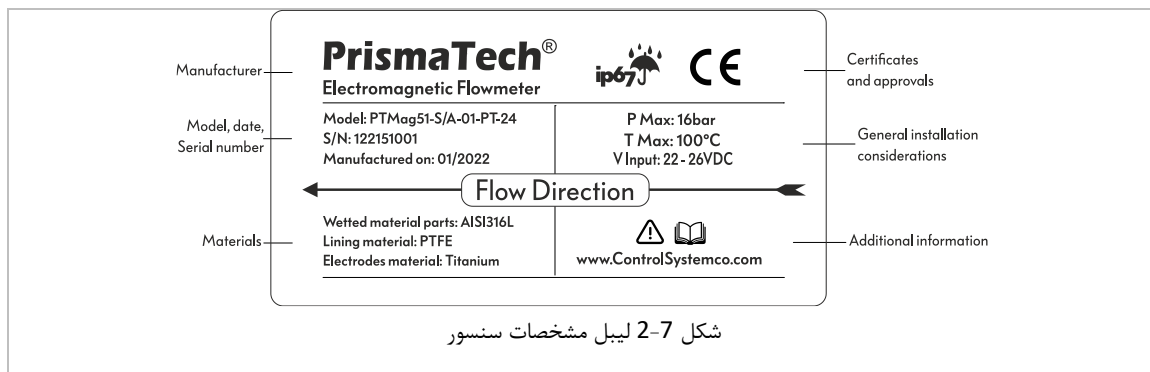 Manufacturer
PrismaTech®
Electromagnetic Flowmeter
ip67
CE
Certificates
and approvals
Model, date,
Serial number
Model: PTMag51-S/A-01-PT-24
S/N: 122151001
Manufactured on: 01/2022
P Max: 16bar
T Max: 100°C
V Input: 22 - 26VDC
General installation
considerations
Flow Direction
Materials
Wetted material parts: AISI316L
Lining material: PTFE
Electrodes material: Titanium
www.ControlSystemco.com
Additional information
شکل 7-2 لیبل مشخصات سنسور